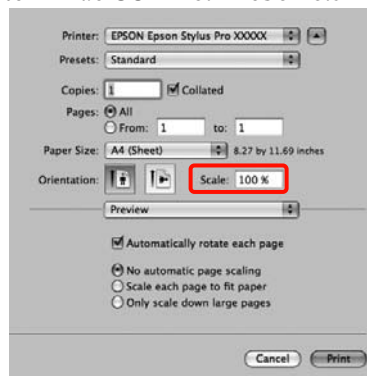 Printer: EPSON Epson Stylus Pro XXXXX
Presets: Standard
Copies: 1 Collated
Pages: All
From: 1 to: 1
Paper Size: A4 (Sheet) 8.27 by 11.69 inches
Orientation: Scale: 100 %
Preview
Automatically rotate each page
No automatic page scaling
Scale each page to fit paper
Only scale down large pages
Cancel Print